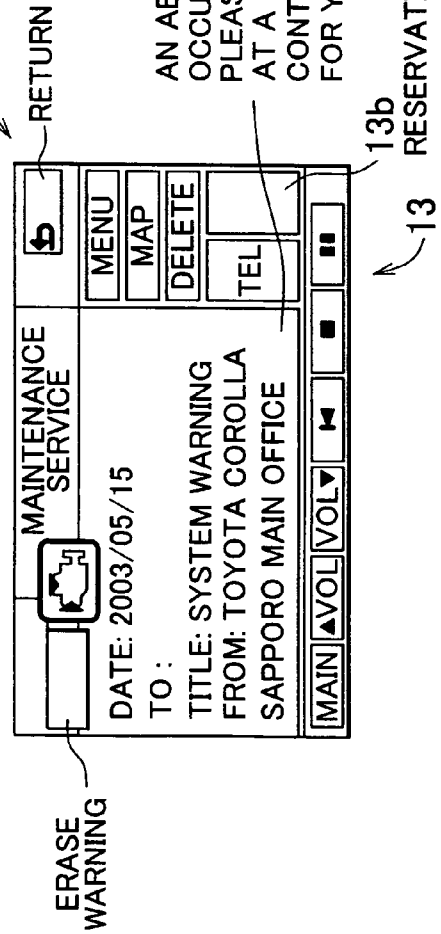 ERASE
WARNING
MAINTENANCE
SERVICE
RETURN
DATE: 2003/05/15
TO :
TITLE: SYSTEM WARNING
FROM: TOYOTA COROLLA
SAPPORO MAIN OFFICE
MENU
MAP
DELETE
TEL
MAIN ▲VOL VOL▼
AN
OCCU
PLEAS
AT A
CONT
FOR Y
13b
RESERVAT
13